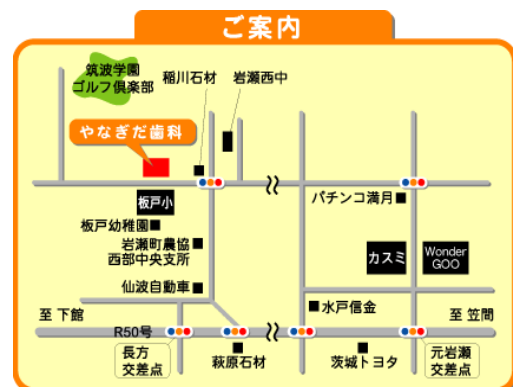 ご案内
筑波学園
ゴルフ倶楽部
稲川石材
岩瀬西中
やなぎだ歯科
板戸小
パチンコ満月
板戸幼稚園
岩瀬町農協
西部中央支所
カスミ
Wonder
GOO
仙波自動車
水戸信金
至 下館
至 笠間
R50号
長方
交差点
萩原石材
茨城トヨタ
元岩瀬
交差点